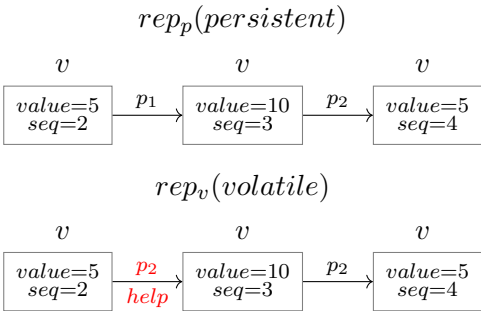 rep_p(persistent)
v v v
value=5 p_1 value=10 p_2 value=5
seq=2 seq=3 seq=4
rep_v(volatile)
v v v
value=5 p_2 value=10 p_2 value=5
seq=2 help seq=3 seq=4